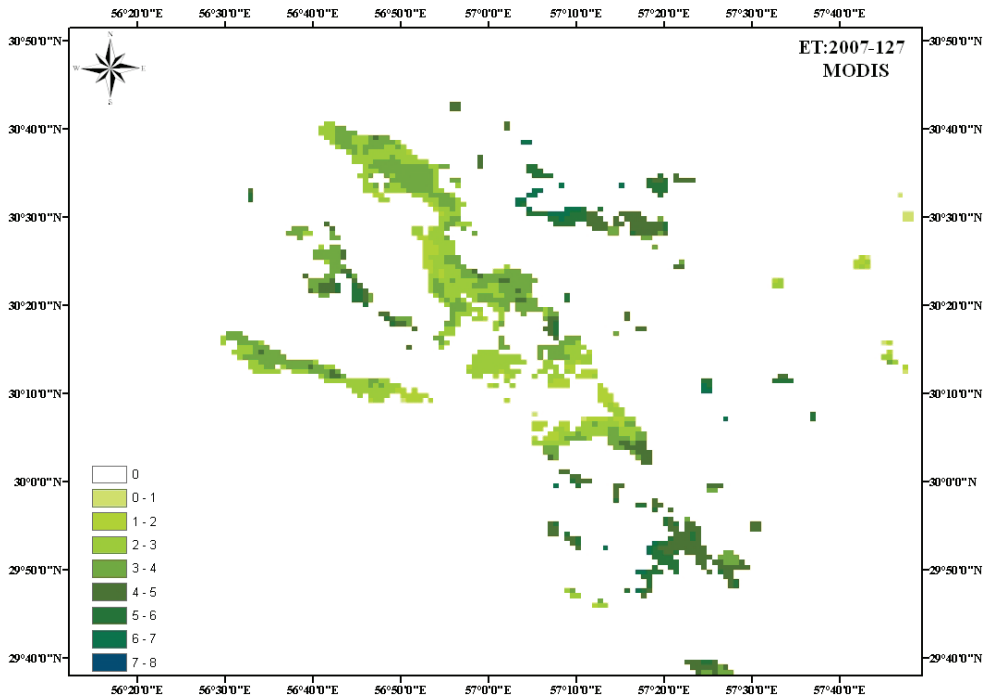 56°20'0"E 56°30'0"E 56°40'0"E 56°50'0"E 57°0'0"E 57°10'0"E 57°20'0"E 57°30'0"E 57°40'0"E
30°50'0"N 30°50'0"N
ET:2007-127
MODIS
N
W E
S
30°40'0"N 30°40'0"N
30°30'0"N 30°30'0"N
30°20'0"N 30°20'0"N
30°10'0"N 30°10'0"N
30°0'0"N 30°0'0"N
29°50'0"N 29°50'0"N
29°40'0"N 29°40'0"N
0
0 - 1
1 - 2
2 - 3
3 - 4
4 - 5
5 - 6
6 - 7
7 - 8
56°20'0"E 56°30'0"E 56°40'0"E 56°50'0"E 57°0'0"E 57°10'0"E 57°20'0"E 57°30'0"E 57°40'0"E